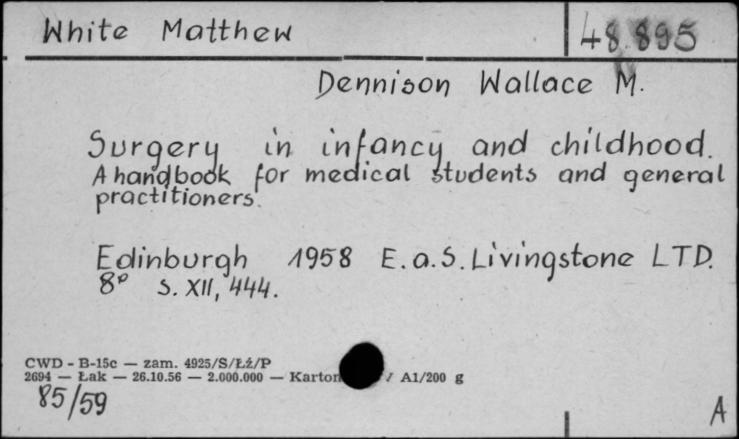 White Matthew 48.895
Dennison Wallace M.
Surgery in infancy and childhood.
A handbook for medical students and general
practitioners.
Edinburgh 1958 E.a.S. Livingstone LTD.
8° S. XII, 444.
CWD - B-15c — zam. 4925/S/Łź/P
2694 — Łak — 26.10.56 — 2.000.000 — Karton / A1/200 g
85/59
A